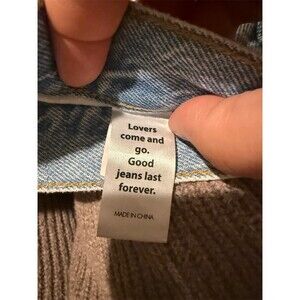 Lovers
come and
go.
Good
jeans last
forever.
MADE IN CHINA